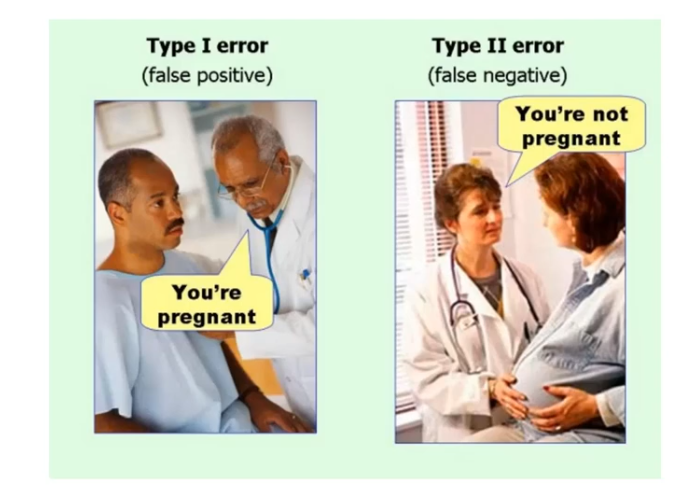 Type I error
(false positive)
You're
pregnant
Type II error
(false negative)
You're not
pregnant